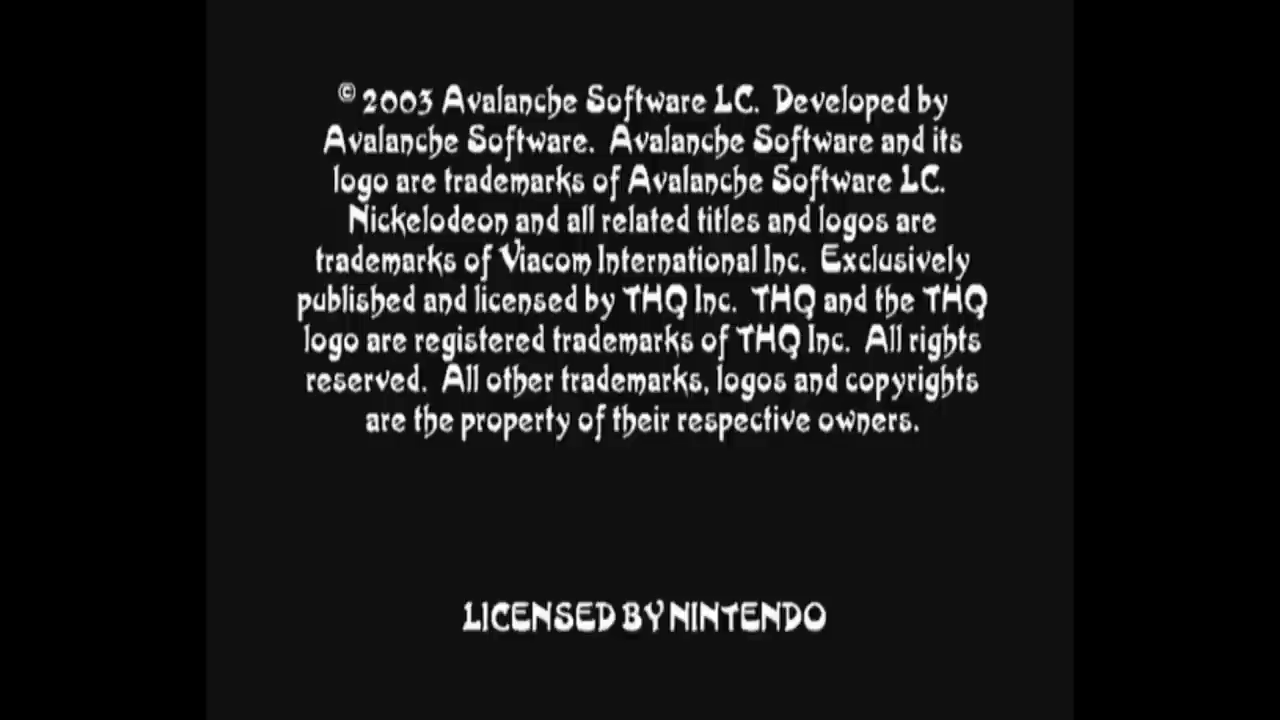 © 2003 Avalanche Software LC. Developed by
Avalanche Software. Avalanche Software and its
logo are trademarks of Avalanche Software LC.
Nickelodeon and all related titles and logos are
trademarks of Viacom International Inc. Exclusively
published and licensed by THQ Inc. THQ and the THQ
logo are registered trademarks of THQ Inc. All rights
reserved. All other trademarks, logos and copyrights
are the property of their respective owners.
LICENSED BY NINTENDO